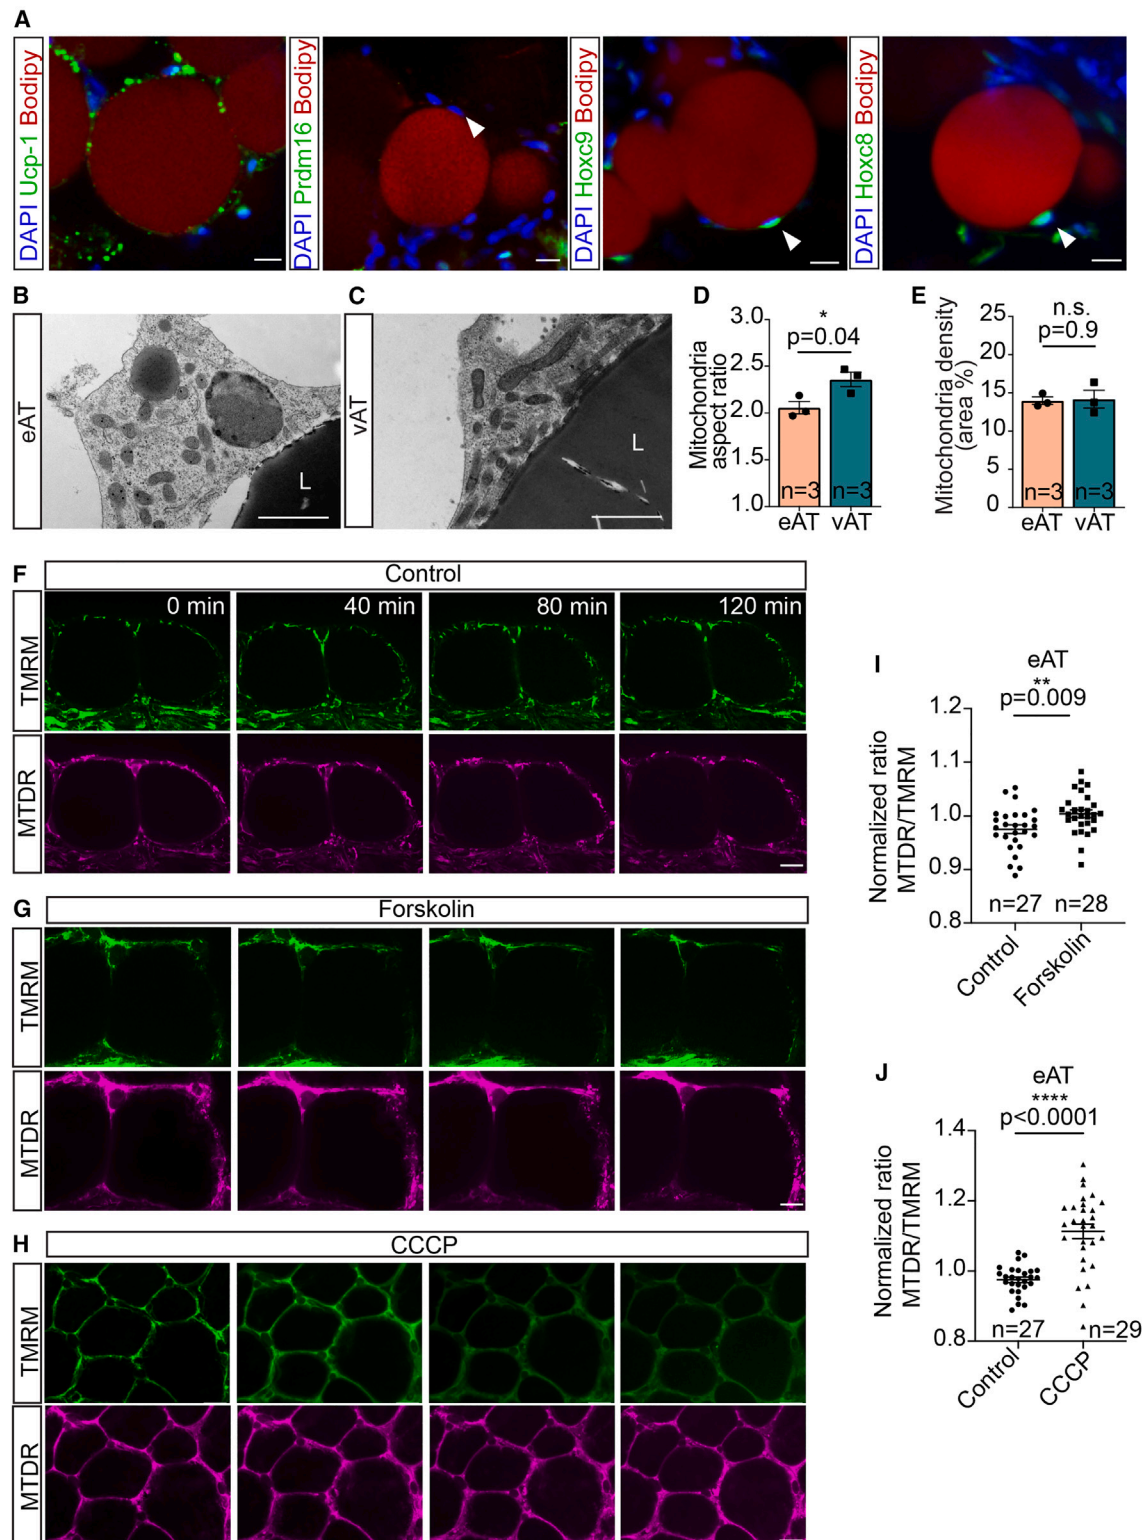 A
DAPI Ucp-1 Bodipy
DAPI Prdm16 Bodipy
DAPI Hoxc9 Bodipy
DAPI Hoxc8 Bodipy
B
eAT
L
C
vAT
L
D
*
p=0.04
Mitochondria
aspect ratio
3.0
2.5
2.0
1.5
1.0
n=3
n=3
eAT
vAT
E
n.s.
p=0.9
Mitochondria density
(area %)
25
20
15
10
5
0
n=3
n=3
eAT
vAT
F
Control
TMRM
0 min
40 min
80 min
120 min
MTDR
G
Forskolin
TMRM
MTDR
H
CCCP
TMRM
MTDR
I
eAT
**
p=0.009
Normalized ratio
MTDR/TMRM
1.2
1.1
1.0
0.9
0.8
n=27
n=28
Control
Forskolin
J
eAT
****
p<0.0001
Normalized ratio
MTDR/TMRM
1.4
1.2
1.0
0.8
n=27
n=29
Control
CCCP